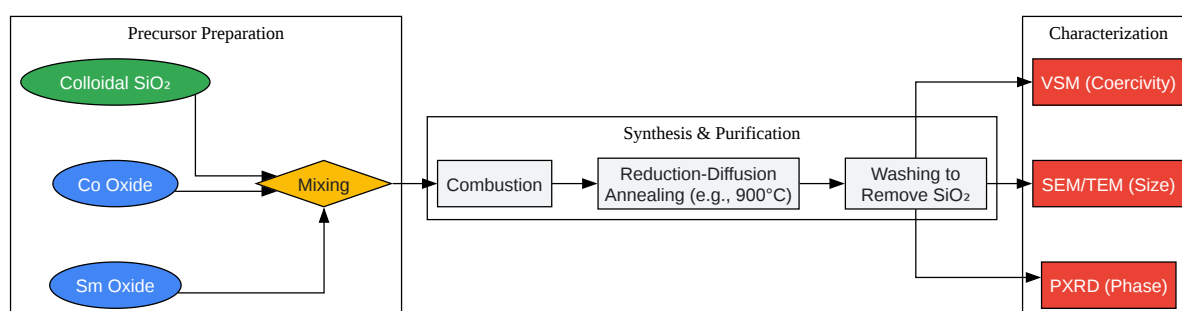 Precursor Preparation
Colloidal SiO₂
Co Oxide
Sm Oxide
Mixing
Synthesis & Purification
Combustion
Reduction-Diffusion
Annealing (e.g., 900°C)
Washing to
Remove SiO₂
Characterization
VSM (Coercivity)
SEM/TEM (Size)
PXRD (Phase)